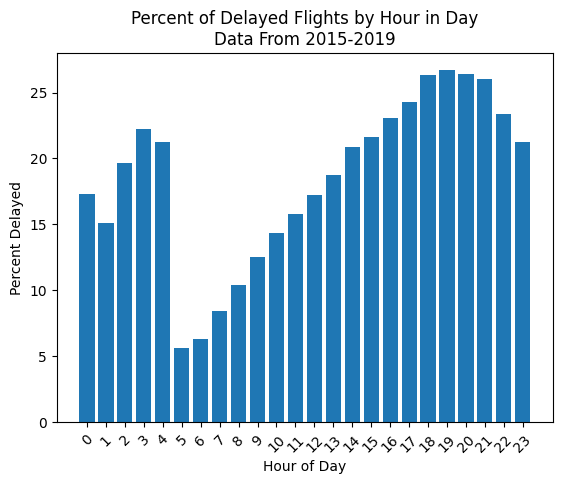 Percent of Delayed Flights by Hour in Day
Data From 2015-2019
Percent Delayed
25
20
15
10
5
0
0 1 2 3 4 5 6 7 8 9 10 11 12 13 14 15 16 17 18 19 20 21 22 23
Hour of Day